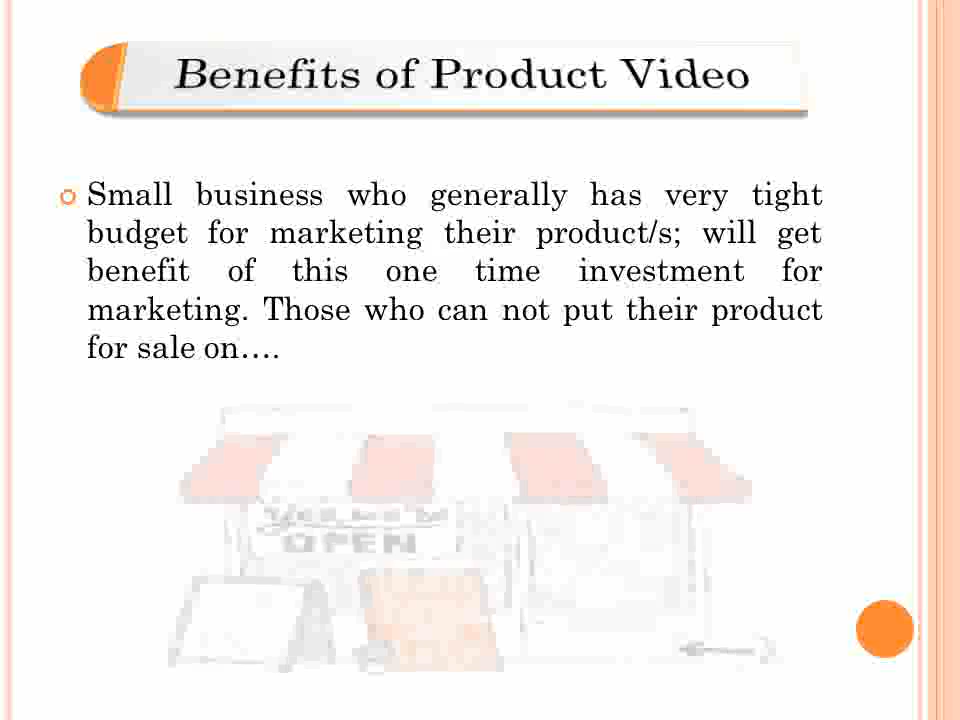 Benefits of Product Video
Small business who generally has very tight
budget for marketing their product/s; will get
benefit of this one time investment for
marketing. Those who can not put their product
for sale on….
OPEN